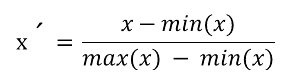 x´ = x − min(x) / max(x) − min(x)